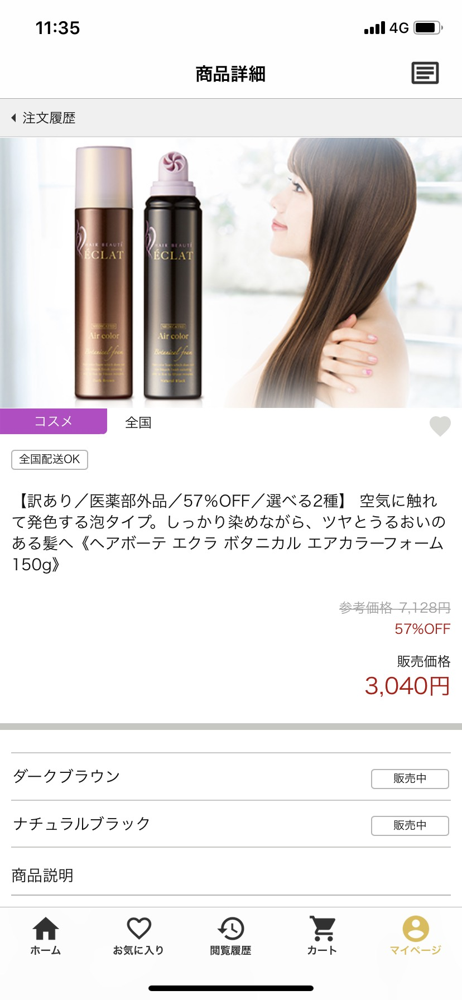 11:35
4G
商品詳細
注文履歴
HAIR BEAUTÉ
ÉCLAT
MEDICATED
Air color
Botanical foam
Dark Brown
HAIR BEAUTÉ
ÉCLAT
MEDICATED
Air color
Botanical foam
Natural Black
コスメ
全国
全国配送OK
【訳あり／医薬部外品／57％OFF／選べる2種】 空気に触れ
て発色する泡タイプ。しっかり染めながら、ツヤとうるおいの
ある髪へ《ヘアボーテ エクラ ボタニカル エアカラーフォーム
150g》
参考価格 7,128円
57%OFF
販売価格
3,040円
ダークブラウン
販売中
ナチュラルブラック
販売中
商品説明
ホーム
お気に入り
閲覧履歴
カート
マイページ